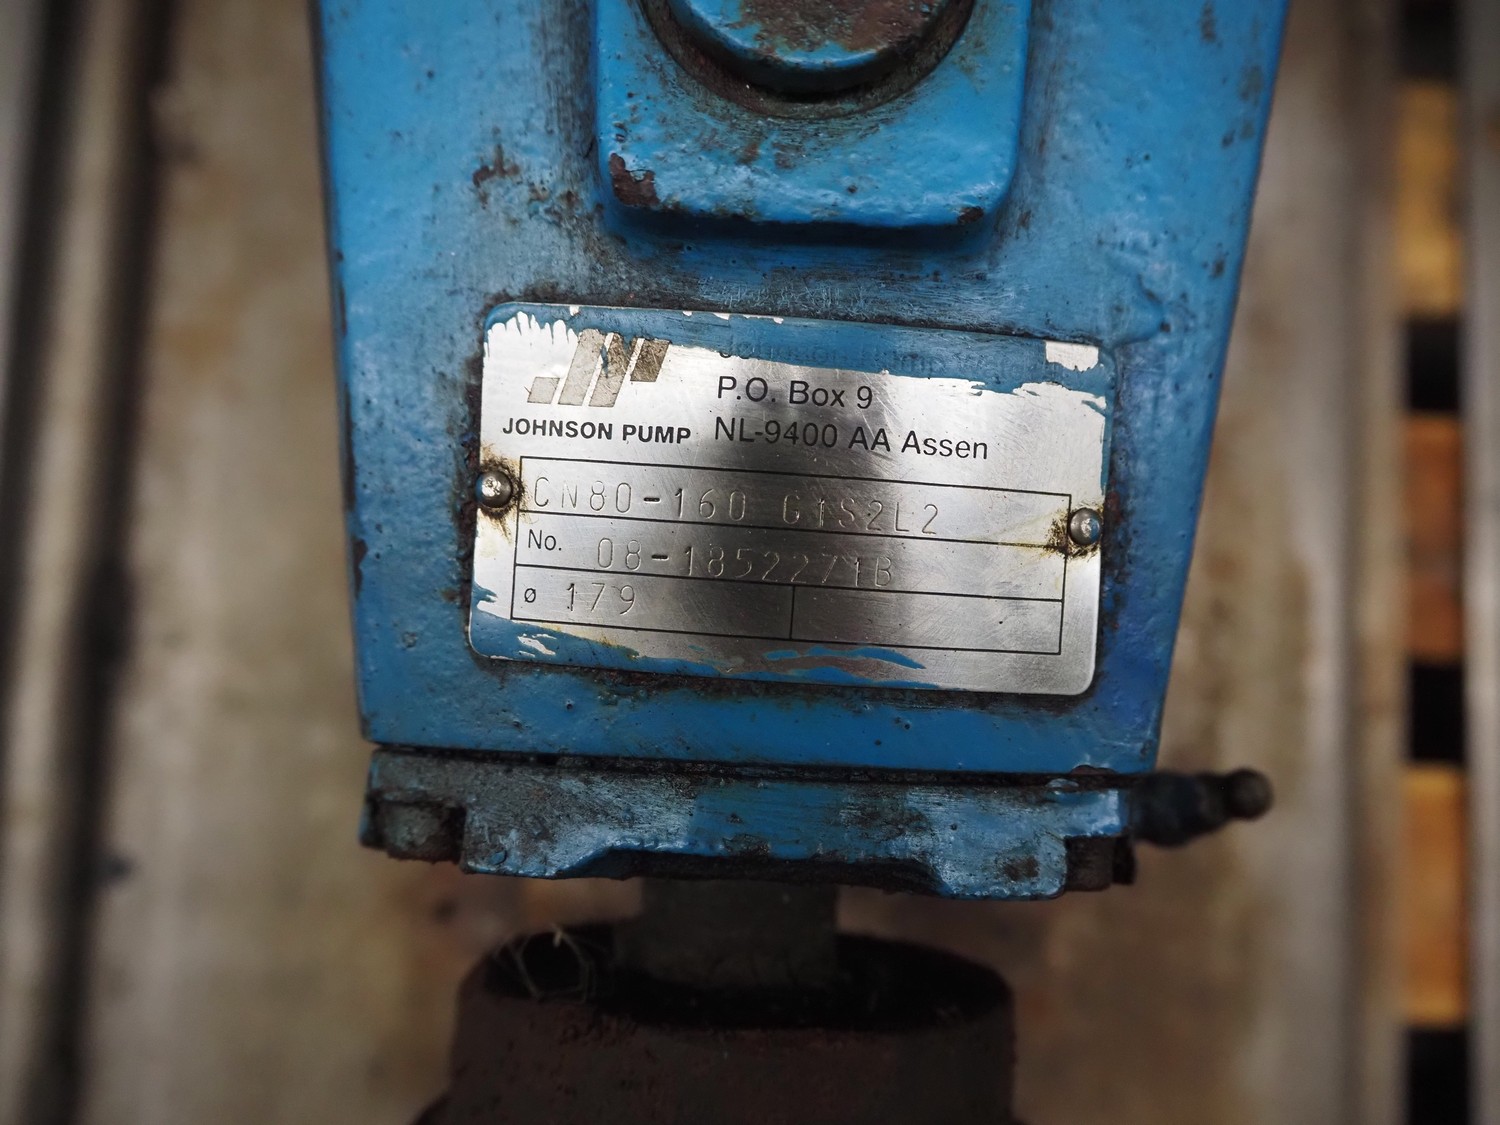 JOHNSON PUMP
P.O. Box 9
NL-9400 AA Assen
CN80-160 G1S2L2
No. 08-1852271B
ø 179